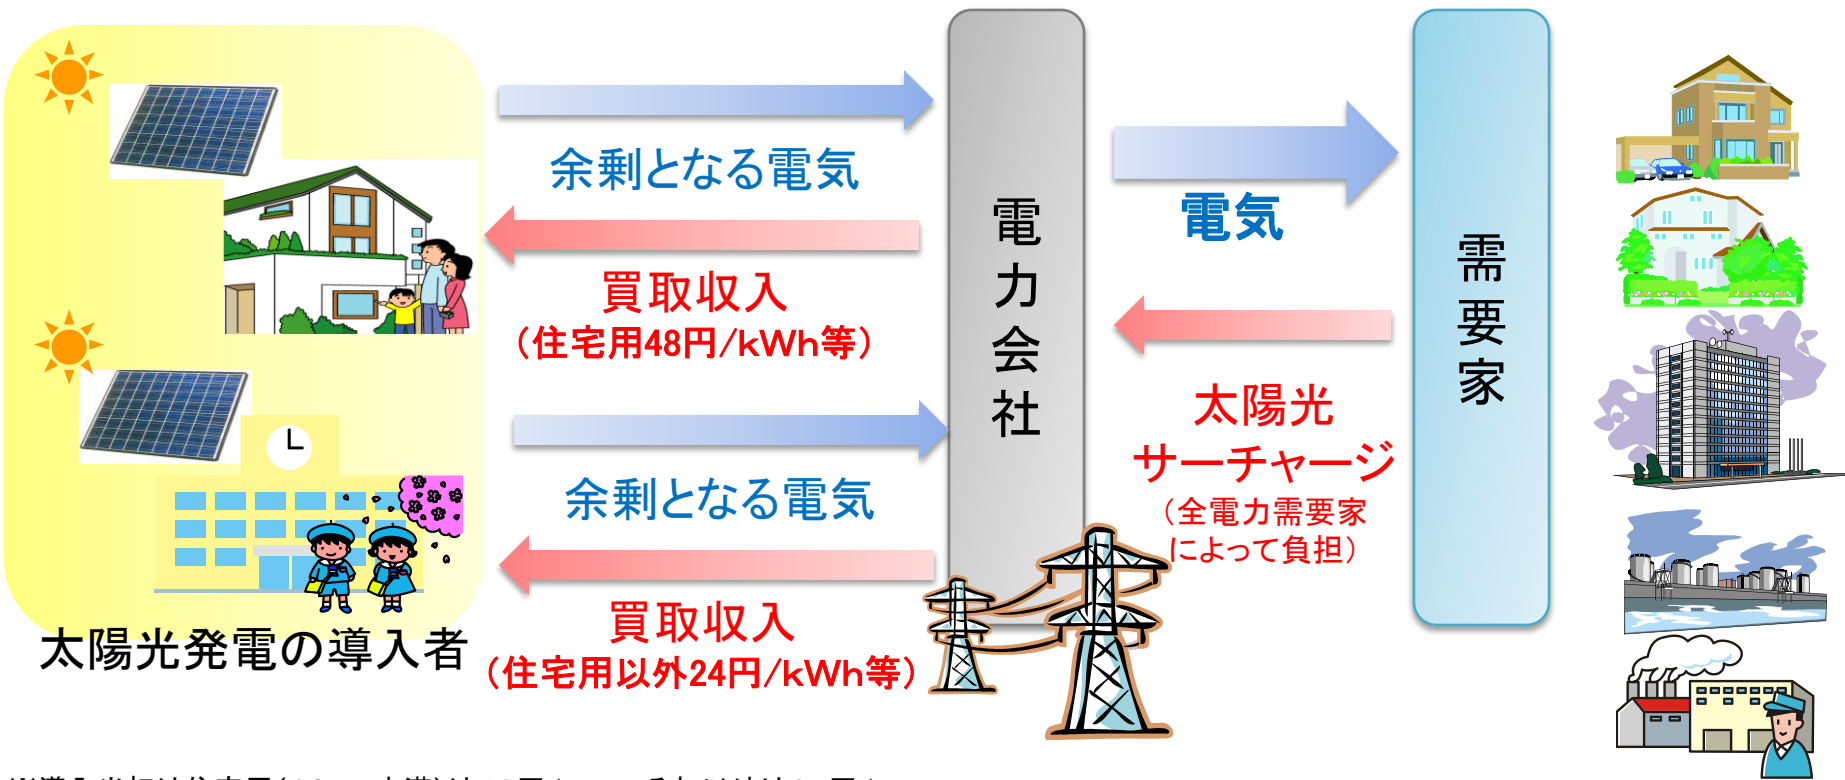 余剰となる電気
買取収入
（住宅用48円/kWh等）
余剰となる電気
買取収入
（住宅用以外24円/kWh等）
太陽光発電の導入者
電力会社
電気
太陽光
サーチャージ
（全電力需要家
によって負担）
需要家